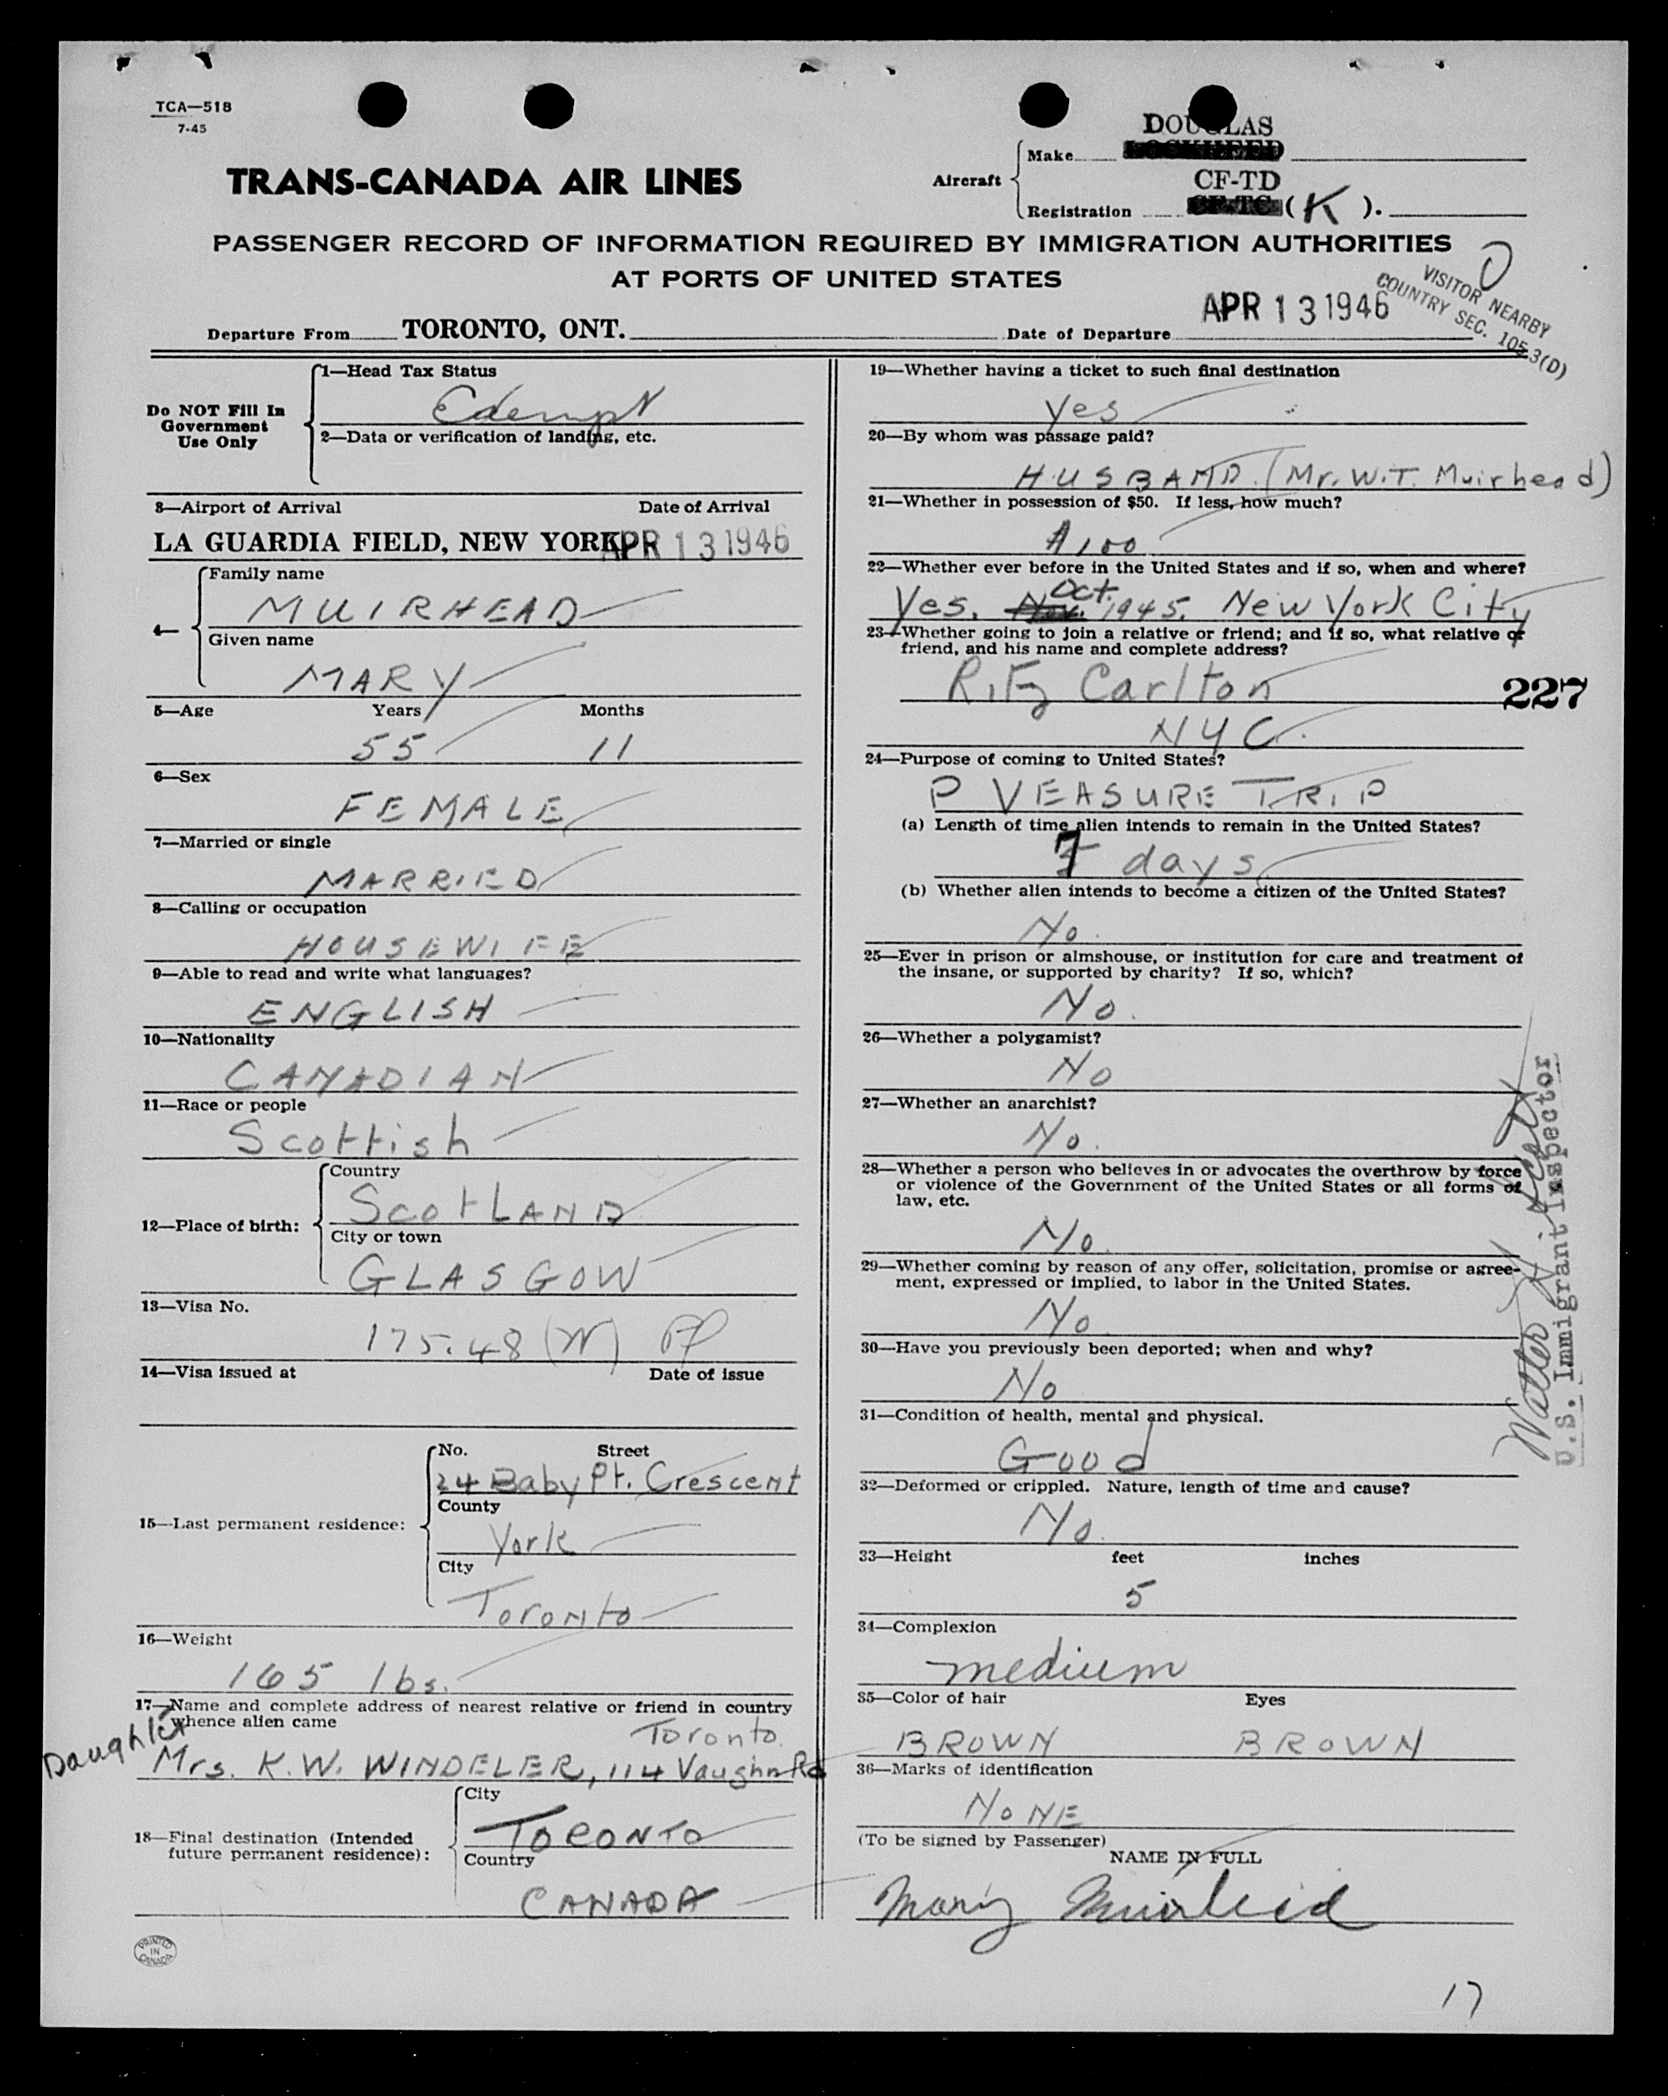 TCA—518
7-45
TRANS-CANADA AIR LINES
Aircraft
Make
DOUGLAS
LOCKHEED
Registration
CF-TD
CF-TC (K).
PASSENGER RECORD OF INFORMATION REQUIRED BY IMMIGRATION AUTHORITIES
AT PORTS OF UNITED STATES
VISITOR NEARBY
COUNTRY SEC. 105.3(D)
Departure From TORONTO, ONT. Date of Departure APR 13 1946
Do NOT Fill In
Government
Use Only
1—Head Tax Status
Exempt
2—Data or verification of landing, etc.
3—Airport of Arrival Date of Arrival
LA GUARDIA FIELD, NEW YORK APR 13 1946
4—
Family name
MUIRHEAD
Given name
MARY
5—Age Years Months
55 11
6—Sex
FEMALE
7—Married or single
MARRIED
8—Calling or occupation
HOUSEWIFE
9—Able to read and write what languages?
ENGLISH
10—Nationality
CANADIAN
11—Race or people
Scottish
12—Place of birth:
Country
ScotLAND
City or town
GLASGOW
13—Visa No.
175.48 (W)
14—Visa issued at Date of issue
15—Last permanent residence:
No. Street
24 Baby Pt. Crescent
County
York
City
Toronto
16—Weight
165 lbs.
17—Name and complete address of nearest relative or friend in country
whence alien came
Toronto.
Daughter
Mrs. K.W. WINDELER, 114 Vaughn Rd
18—Final destination (Intended
future permanent residence):
City
TORONTO
Country
CANADA
PRINTED
IN
CANADA
19—Whether having a ticket to such final destination
Yes
20—By whom was passage paid?
HUSBAND. (Mr. W.T. Muirhead)
21—Whether in possession of $50. If less, how much?
100
22—Whether ever before in the United States and if so, when and where?
Oct.
Yes. Nov. 1945. New York City
23—Whether going to join a relative or friend; and if so, what relative or
friend, and his name and complete address?
Ritz Carlton
227
NYC.
24—Purpose of coming to United States?
PLEASURE TRIP
(a) Length of time alien intends to remain in the United States?
7 days
(b) Whether alien intends to become a citizen of the United States?
No.
25—Ever in prison or almshouse, or institution for care and treatment of
the insane, or supported by charity? If so, which?
No.
26—Whether a polygamist?
No
27—Whether an anarchist?
No.
28—Whether a person who believes in or advocates the overthrow by force
or violence of the Government of the United States or all forms of
law, etc.
No.
29—Whether coming by reason of any offer, solicitation, promise or agree-
ment, expressed or implied, to labor in the United States.
No
30—Have you previously been deported; when and why?
No
31—Condition of health, mental and physical.
Good
32—Deformed or crippled. Nature, length of time and cause?
No.
33—Height feet inches
5
34—Complexion
medium
35—Color of hair Eyes
BROWN BROWN
36—Marks of identification
NONE
(To be signed by Passenger)
NAME IN FULL
Mary Muirhead
Walter
U.S. Immigrant Inspector
17